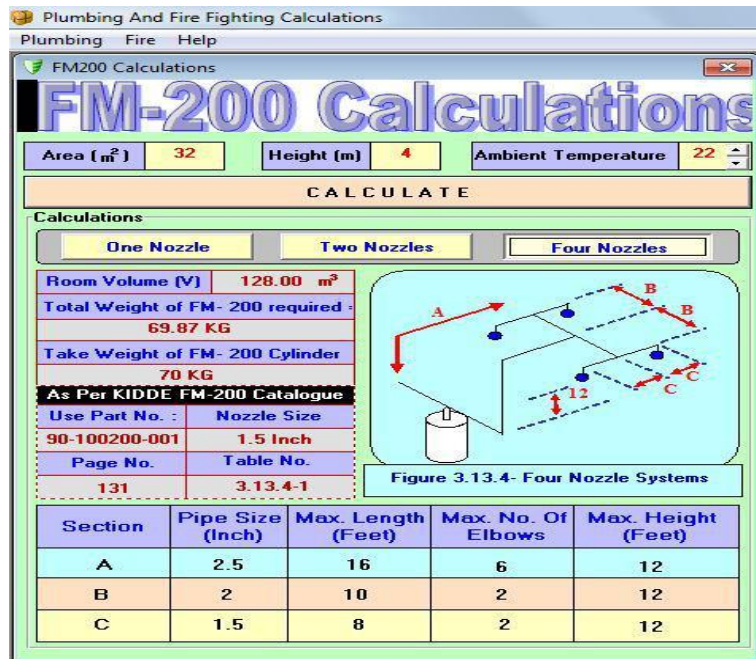 Plumbing And Fire Fighting Calculations
Plumbing Fire Help
FM200 Calculations
FM-200 Calculations
Area (m²) 32 Height (m) 4 Ambient Temperature 22
CALCULATE
Calculations
One Nozzle Two Nozzles Four Nozzles
Room Volume (V) 128.00 m³
Total Weight of FM- 200 required :
69.87 KG
Take Weight of FM- 200 Cylinder
70 KG
As Per KIDDE FM-200 Catalogue
Use Part No. : Nozzle Size
90-100200-001 1.5 Inch
Page No. Table No.
131 3.13.4-1
A
B
B
C
C
12
Figure 3.13.4- Four Nozzle Systems
Section Pipe Size (Inch) Max. Length (Feet) Max. No. Of Elbows Max. Height (Feet)
A 2.5 16 6 12
B 2 10 2 12
C 1.5 8 2 12